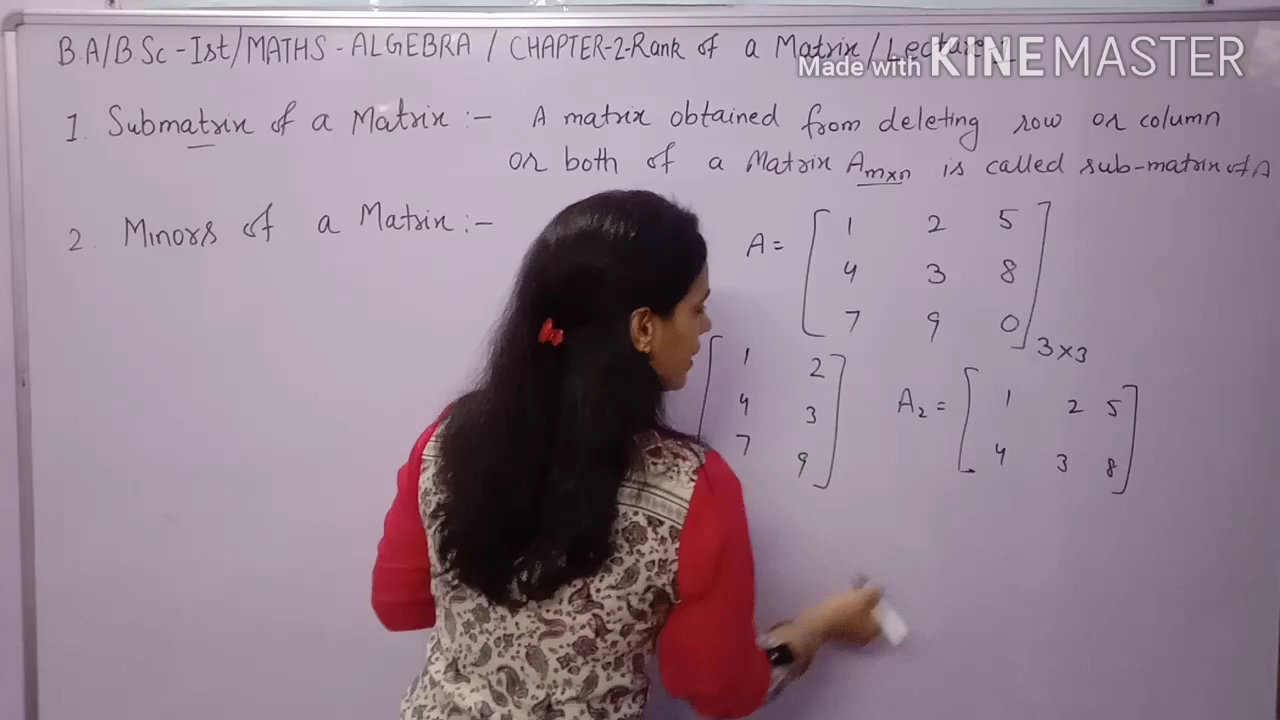 B.A/B.Sc-Ist/MATHS-ALGEBRA/CHAPTER-2-Rank of a Matrix/Lecture-1
Made with KINEMASTER
1. Submatrix of a Matrix :- A matrix obtained from deleting row or column
or both of a Matrix Amxn is called sub-matrix of A
2. Minors of a Matrix :-
A = [ 1 2 5
4 3 8
7 9 0 ] 3x3
[ 1 2
4 3
7 9 ]
A2 = [ 1 2 5
4 3 8 ]